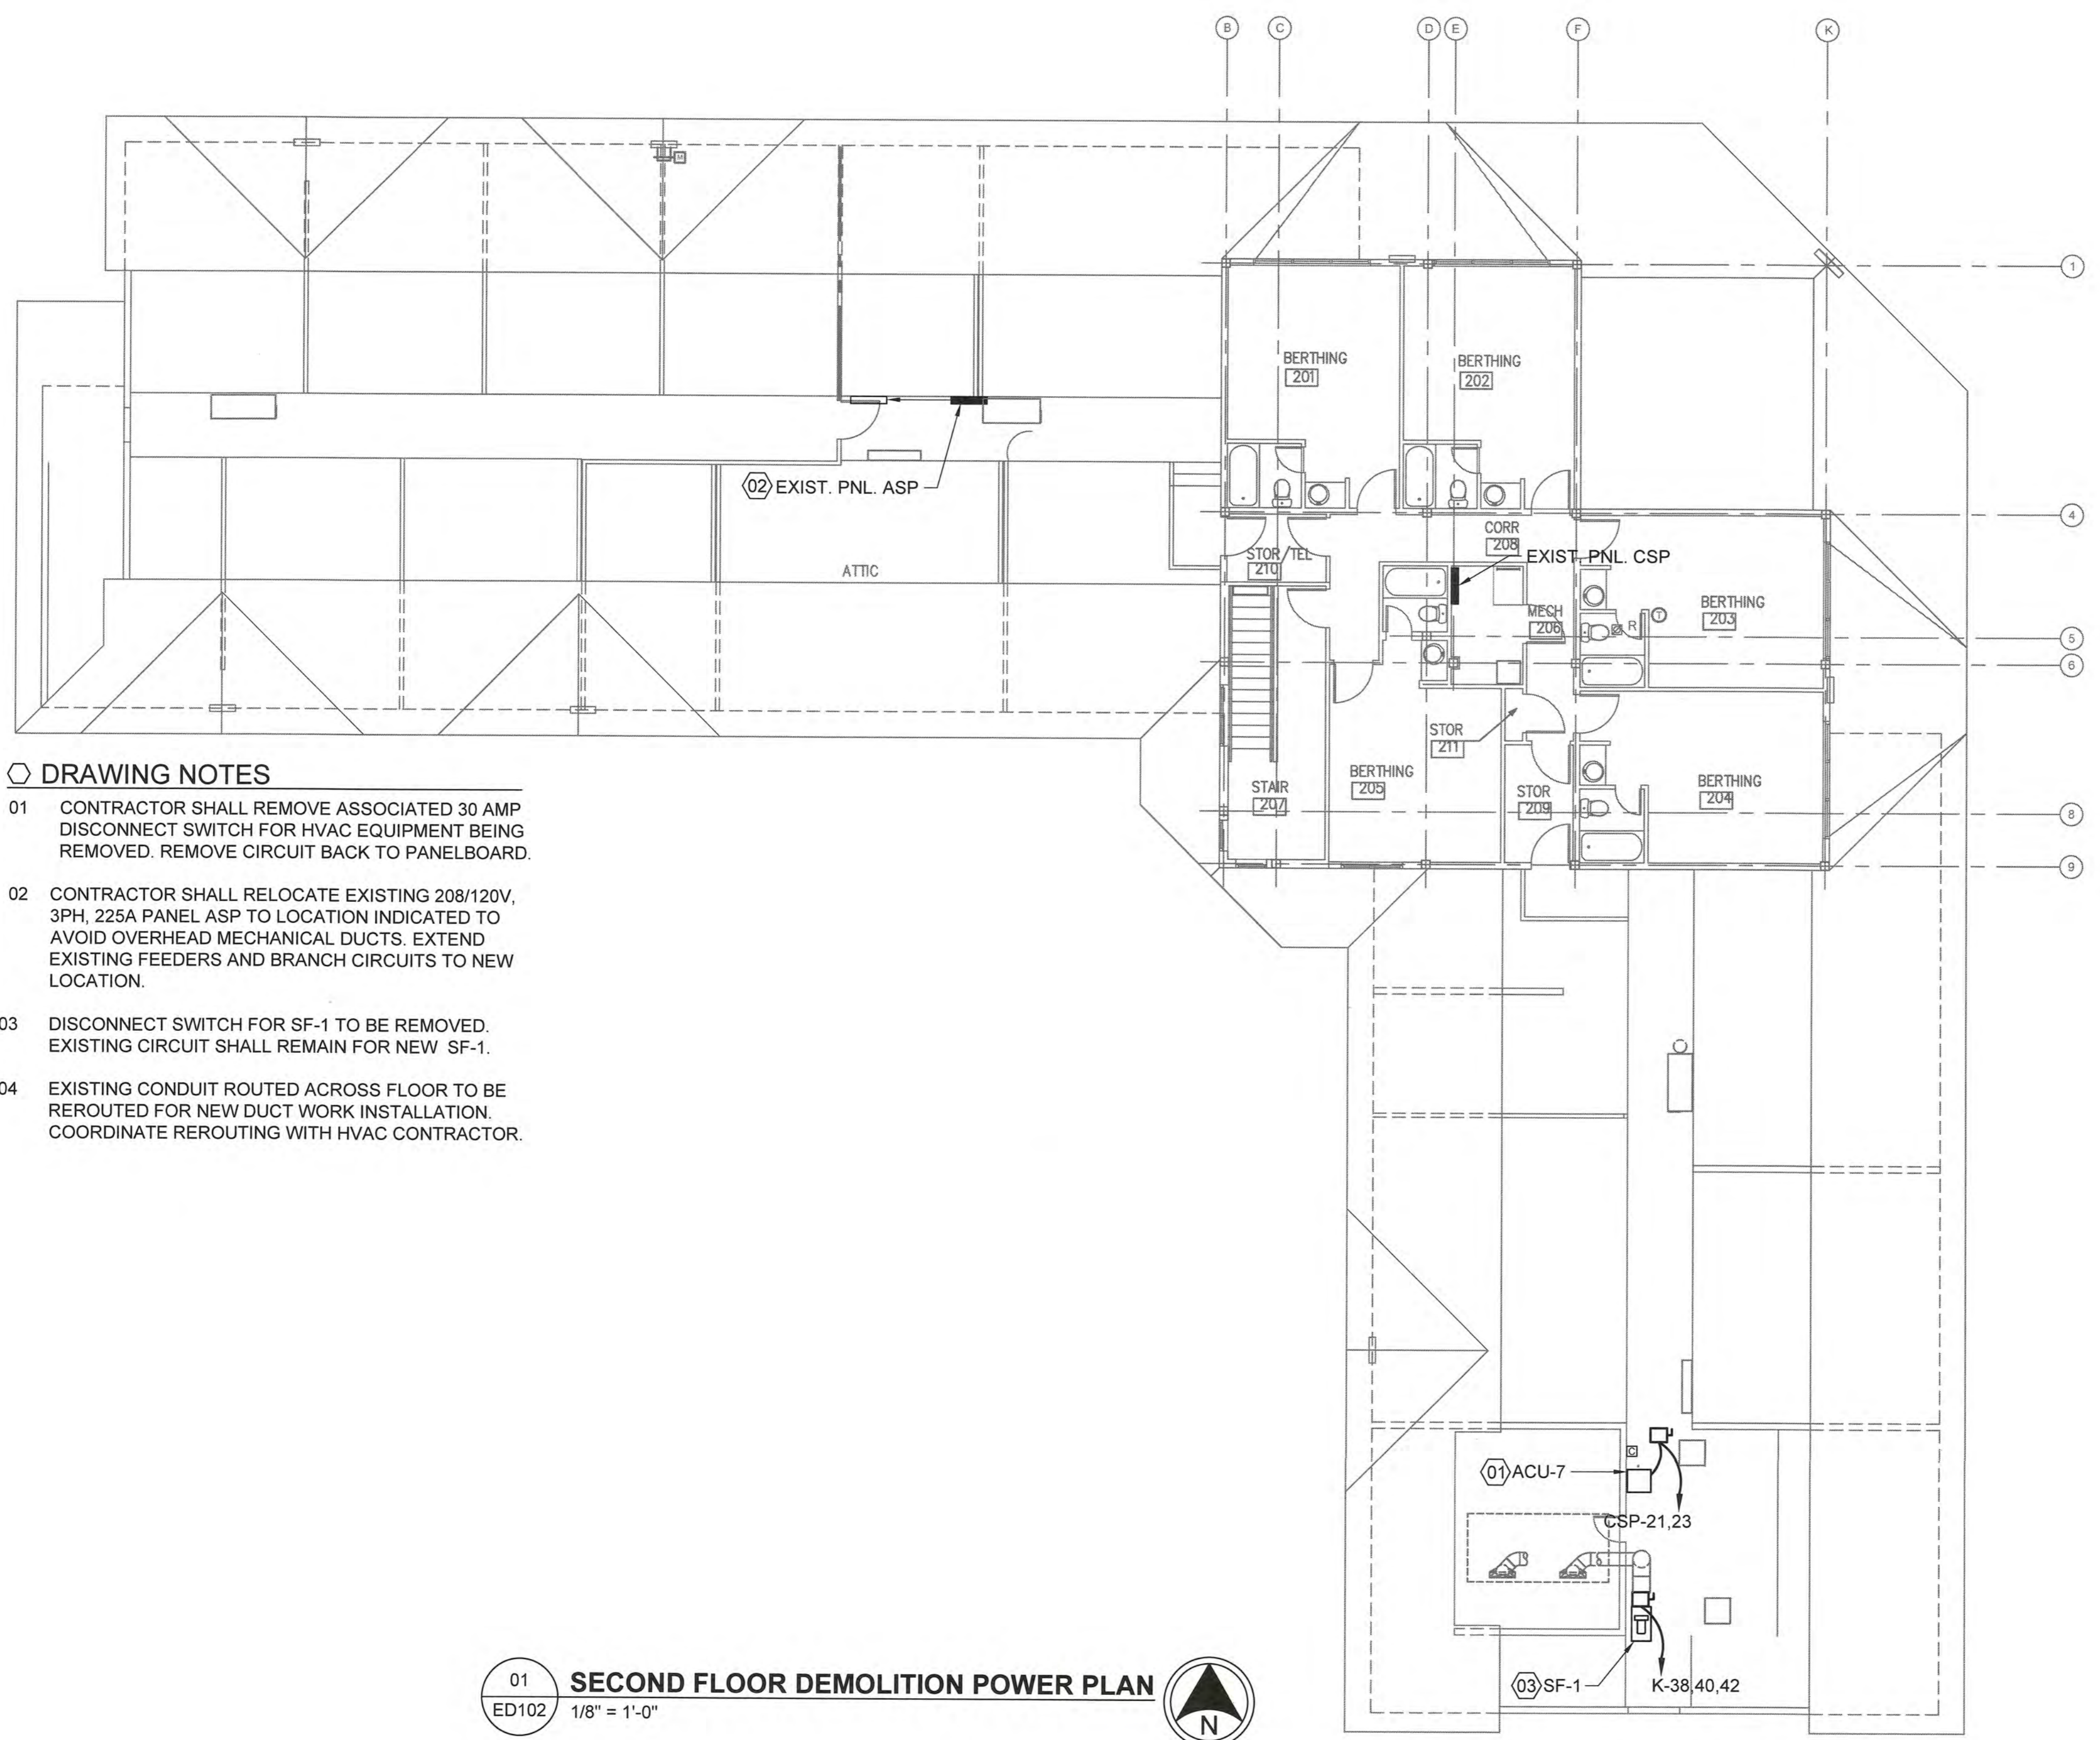 B
C
D
E
F
K
M
1
BERTHING
201
BERTHING
202
02 EXIST. PNL. ASP
4
CORR
208
STOR/TEL
210
EXIST. PNL. CSP
ATTIC
MECH
206
BERTHING
203
T
R
5
6
STOR
211
BERTHING
205
STAIR
207
STOR
209
BERTHING
204
8
9
DRAWING NOTES
01 CONTRACTOR SHALL REMOVE ASSOCIATED 30 AMP
DISCONNECT SWITCH FOR HVAC EQUIPMENT BEING
REMOVED. REMOVE CIRCUIT BACK TO PANELBOARD.
02 CONTRACTOR SHALL RELOCATE EXISTING 208/120V,
3PH, 225A PANEL ASP TO LOCATION INDICATED TO
AVOID OVERHEAD MECHANICAL DUCTS. EXTEND
EXISTING FEEDERS AND BRANCH CIRCUITS TO NEW
LOCATION.
03 DISCONNECT SWITCH FOR SF-1 TO BE REMOVED.
EXISTING CIRCUIT SHALL REMAIN FOR NEW SF-1.
04 EXISTING CONDUIT ROUTED ACROSS FLOOR TO BE
REROUTED FOR NEW DUCT WORK INSTALLATION.
COORDINATE REROUTING WITH HVAC CONTRACTOR.
C
01 ACU-7
CSP-21,23
03 SF-1
K-38,40,42
01
ED102
SECOND FLOOR DEMOLITION POWER PLAN
1/8" = 1'-0"
N